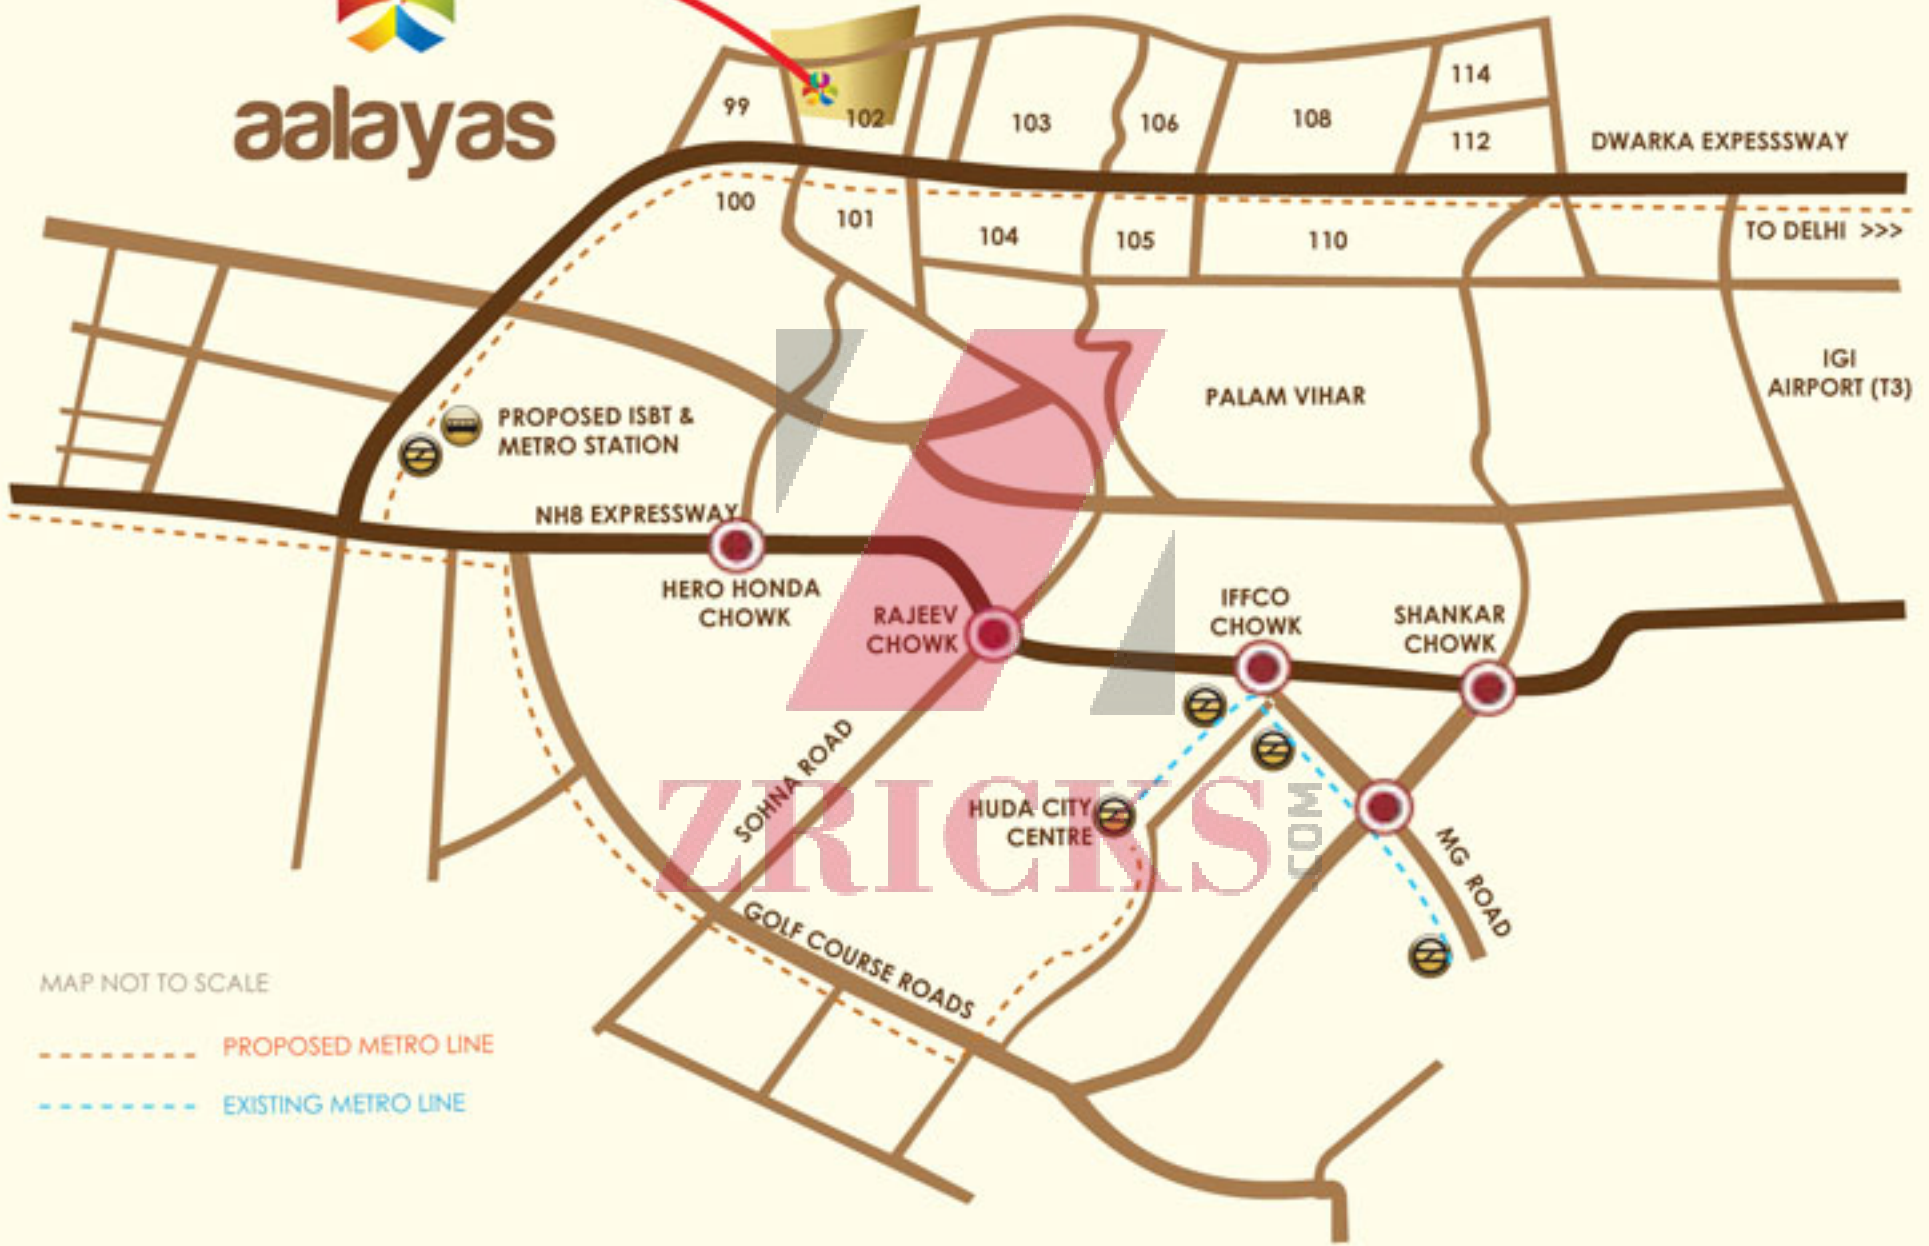 aalayas
99
102
103
106
108
114
112
DWARKA EXPESSSWAY
100
101
104
105
110
TO DELHI >>>
IGI
AIRPORT (T3)
PALAM VIHAR
PROPOSED ISBT &
METRO STATION
NH8 EXPRESSWAY
HERO HONDA
CHOWK
RAJEEV
CHOWK
IFFCO
CHOWK
SHANKAR
CHOWK
SOHNA ROAD
HUDA CITY
CENTRE
ZRICKS
.COM
MG ROAD
GOLF COURSE ROADS
MAP NOT TO SCALE
PROPOSED METRO LINE
EXISTING METRO LINE